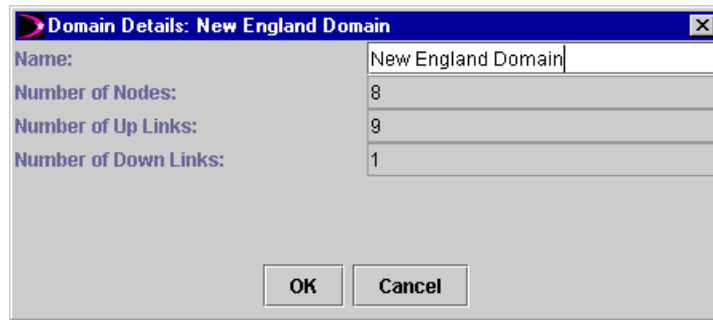 Domain Details: New England Domain
Name: New England Domain
Number of Nodes: 8
Number of Up Links: 9
Number of Down Links: 1
OK Cancel